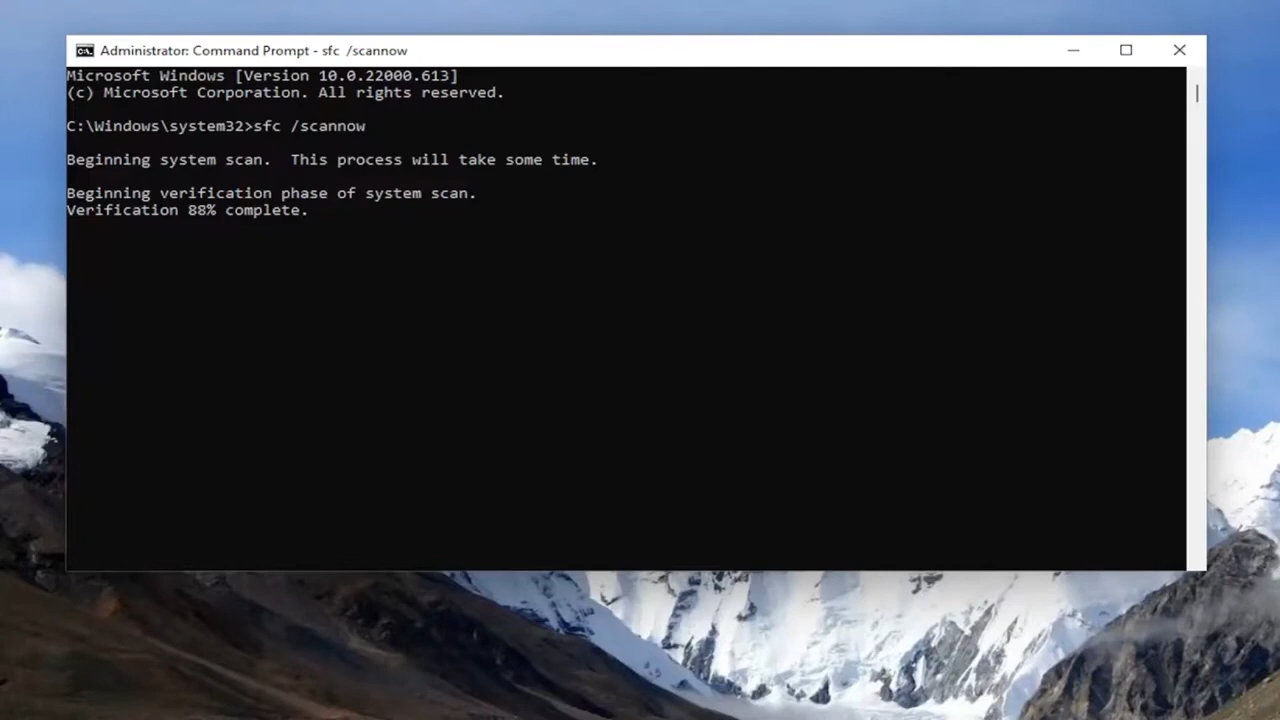 Administrator: Command Prompt - sfc  /scannow
Microsoft Windows [Version 10.0.22000.613]
(c) Microsoft Corporation. All rights reserved.
C:\Windows\system32>sfc /scannow
Beginning system scan.  This process will take some time.
Beginning verification phase of system scan.
Verification 88% complete.